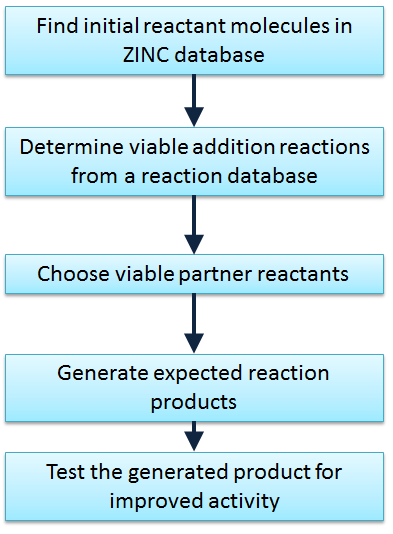 Find initial reactant molecules in
ZINC database
Determine viable addition reactions
from a reaction database
Choose viable partner reactants
Generate expected reaction
products
Test the generated product for
improved activity